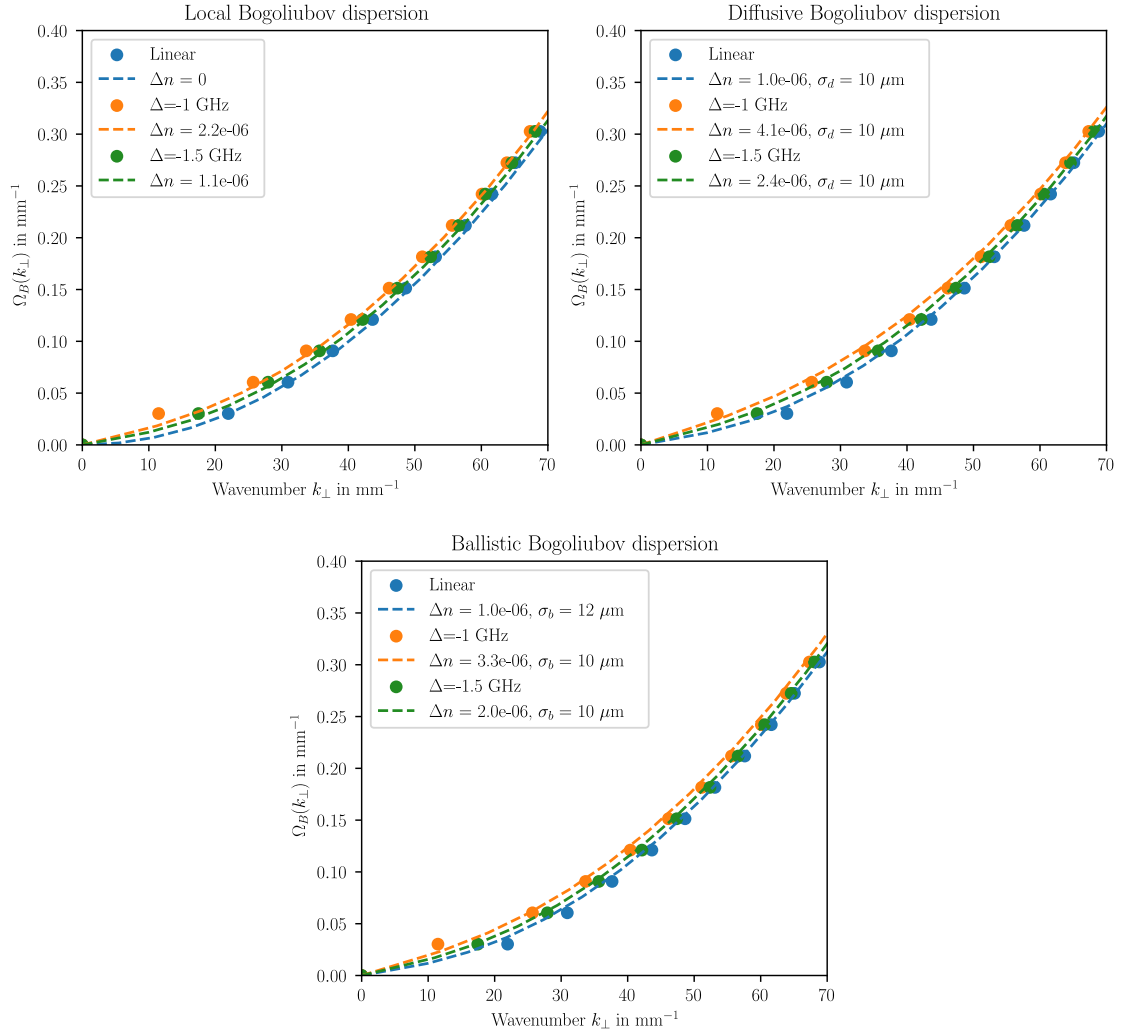 Local Bogoliubov dispersion
0.40
0.35
0.30
0.25
0.20
0.15
0.10
0.05
0.00
Ω_B(k_⊥) in mm⁻¹
Linear
Δn = 0
Δ=-1 GHz
Δn = 2.2e-06
Δ=-1.5 GHz
Δn = 1.1e-06
0 10 20 30 40 50 60 70
Wavenumber k_⊥ in mm⁻¹
Diffusive Bogoliubov dispersion
0.40
0.35
0.30
0.25
0.20
0.15
0.10
0.05
0.00
Ω_B(k_⊥) in mm⁻¹
Linear
Δn = 1.0e-06, σ_d = 10 μm
Δ=-1 GHz
Δn = 4.1e-06, σ_d = 10 μm
Δ=-1.5 GHz
Δn = 2.4e-06, σ_d = 10 μm
0 10 20 30 40 50 60 70
Wavenumber k_⊥ in mm⁻¹
Ballistic Bogoliubov dispersion
0.40
0.35
0.30
0.25
0.20
0.15
0.10
0.05
0.00
Ω_B(k_⊥) in mm⁻¹
Linear
Δn = 1.0e-06, σ_b = 12 μm
Δ=-1 GHz
Δn = 3.3e-06, σ_b = 10 μm
Δ=-1.5 GHz
Δn = 2.0e-06, σ_b = 10 μm
0 10 20 30 40 50 60 70
Wavenumber k_⊥ in mm⁻¹